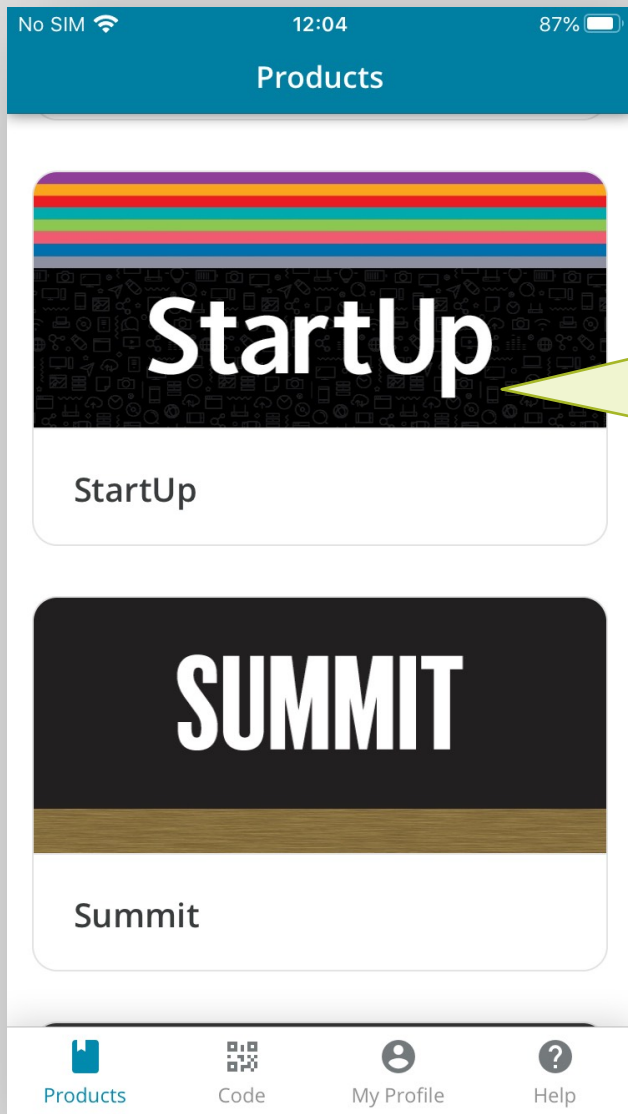 No SIM 12:04 87%
Products
StartUp
StartUp
SUMMIT
Summit
Products Code My Profile Help